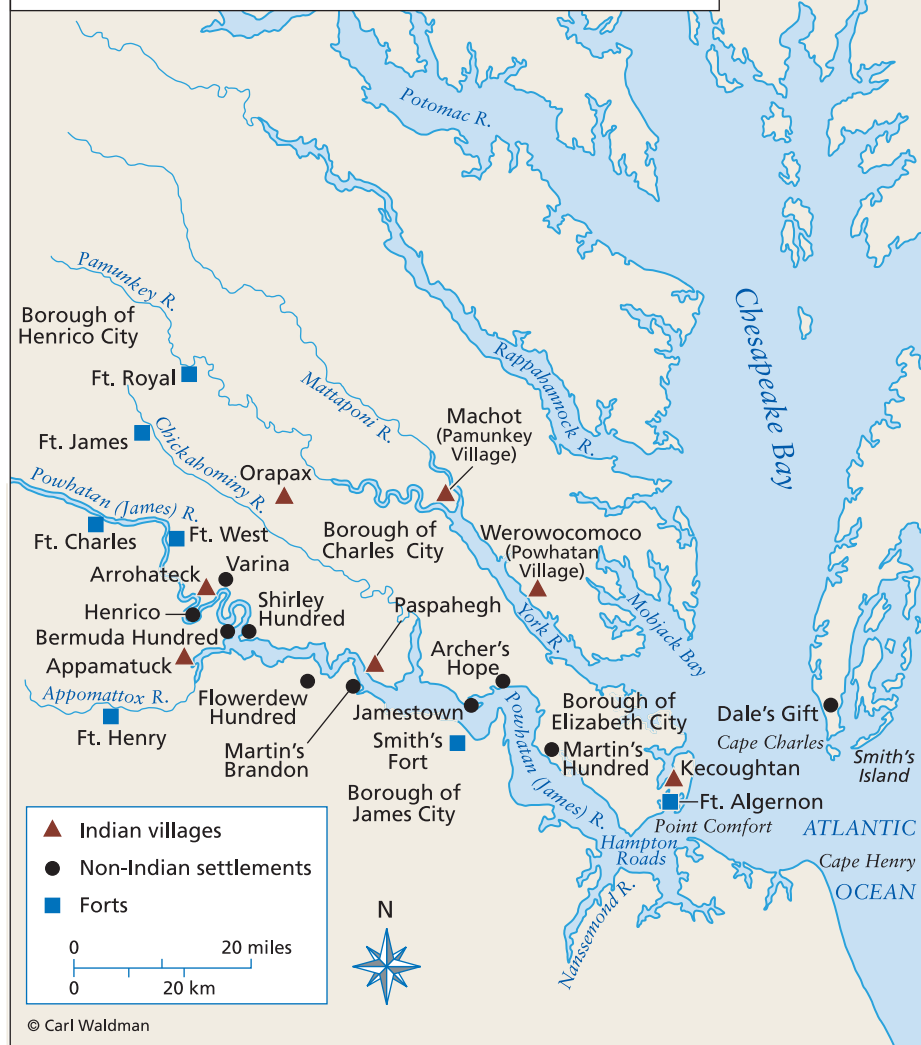 Potomac R.
Pamunkey R.
Borough of
Henrico City
Chesapeake Bay
Rappahannock R.
Ft. Royal
Mattaponi R.
Machot
(Pamunkey
Village)
Ft. James
Chickahominy R.
Orapax
Powhatan (James) R.
Ft. Charles
Ft. West
Borough of
Charles City
Werowocomoco
(Powhatan
Village)
Arrohateck
Varina
Henrico
Shirley
Hundred
Paspahegh
York R.
Mobjack Bay
Bermuda Hundred
Appamatuck
Archer's
Hope
Appomattox R.
Flowerdew
Hundred
Jamestown
Powhatan (James) R.
Borough of
Elizabeth City
Dale's Gift
Ft. Henry
Martin's
Brandon
Smith's
Fort
Martin's
Hundred
Cape Charles
Smith's
Island
Kecoughtan
Borough of
James City
Ft. Algernon
Point Comfort
ATLANTIC
OCEAN
Hampton
Roads
Cape Henry
Nanssemond R.
Indian villages
Non-Indian settlements
Forts
0 20 miles
0 20 km
N
© Carl Waldman